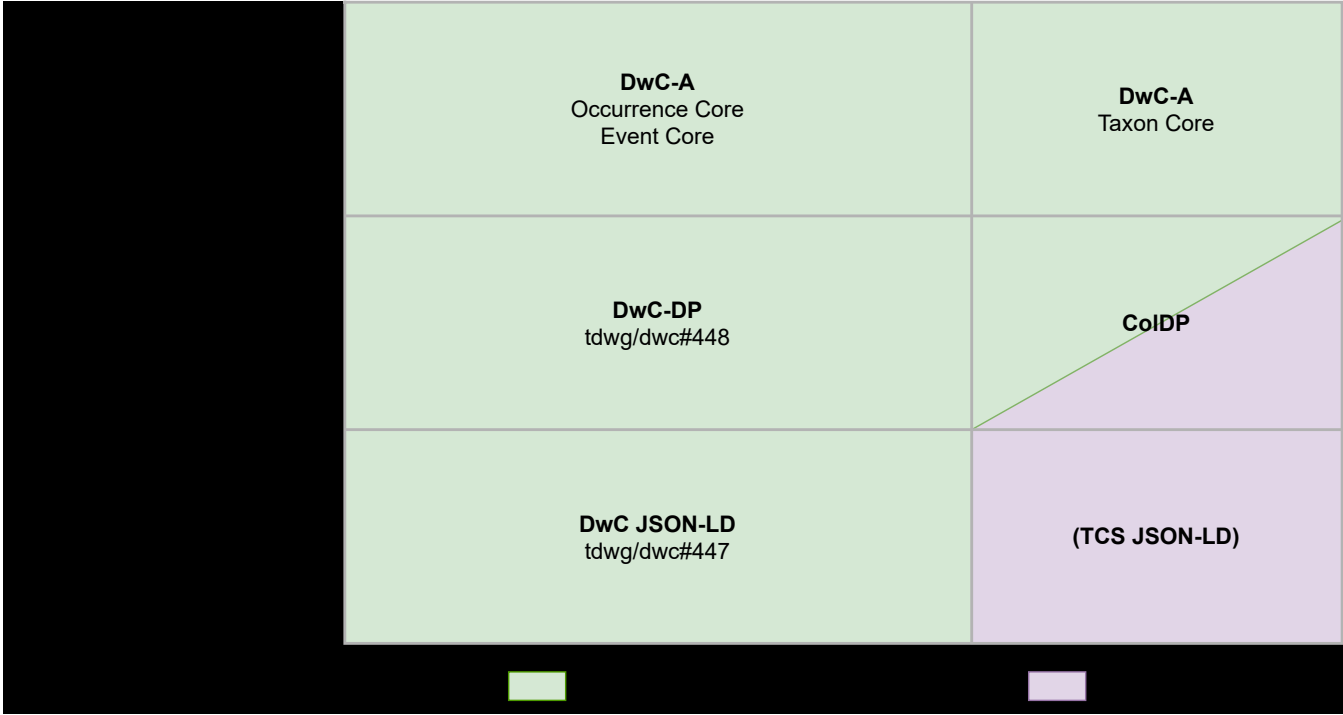 DwC-A
Occurrence Core
Event Core
DwC-A
Taxon Core
DwC-DP
tdwg/dwc#448
ColDP
DwC JSON-LD
tdwg/dwc#447
(TCS JSON-LD)